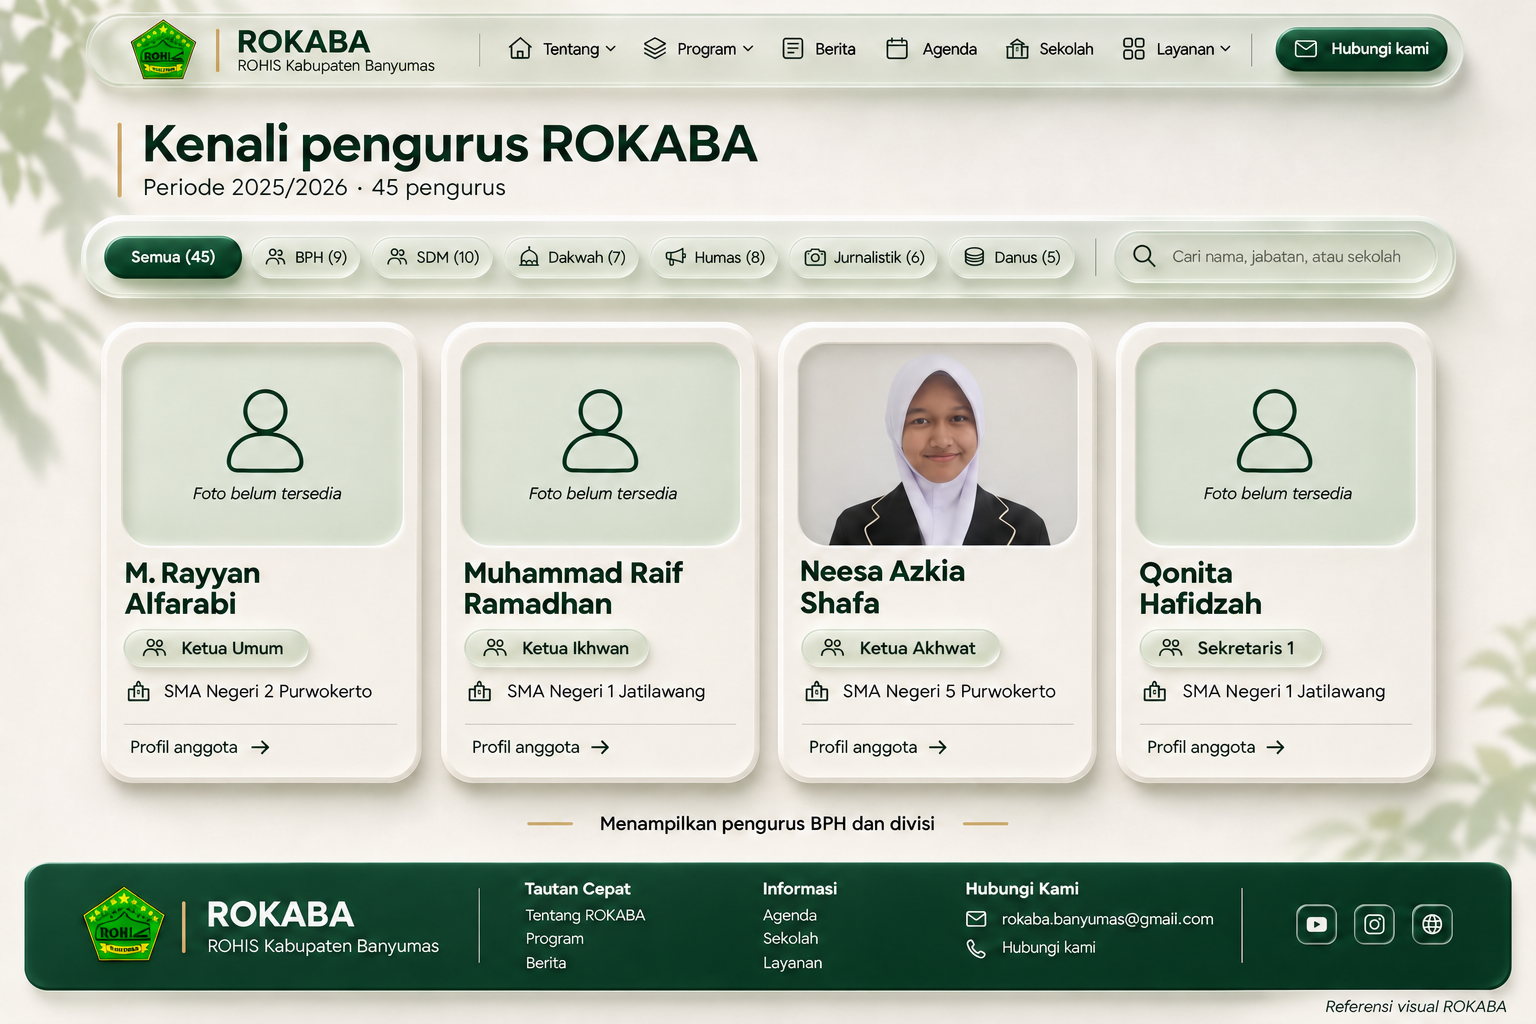 ROKABA
ROHIS Kabupaten Banyumas
Tentang
Program
Berita
Agenda
Sekolah
Layanan
Hubungi kami
Kenali pengurus ROKABA
Periode 2025/2026 · 45 pengurus
Semua (45)
BPH (9)
SDM (10)
Dakwah (7)
Humas (8)
Jurnalistik (6)
Danus (5)
Cari nama, jabatan, atau sekolah
Foto belum tersedia
M. Rayyan
Alfarabi
Ketua Umum
SMA Negeri 2 Purwokerto
Profil anggota
Foto belum tersedia
Muhammad Raif
Ramadhan
Ketua Ikhwan
SMA Negeri 1 Jatilawang
Profil anggota
Neesa Azkia
Shafa
Ketua Akhwat
SMA Negeri 5 Purwokerto
Profil anggota
Foto belum tersedia
Qonita
Hafidzah
Sekretaris 1
SMA Negeri 1 Jatilawang
Profil anggota
Menampilkan pengurus BPH dan divisi
ROKABA
ROHIS Kabupaten Banyumas
Tautan Cepat
Tentang ROKABA
Program
Berita
Informasi
Agenda
Sekolah
Layanan
Hubungi Kami
rokaba.banyumas@gmail.com
Hubungi kami
Referensi visual ROKABA